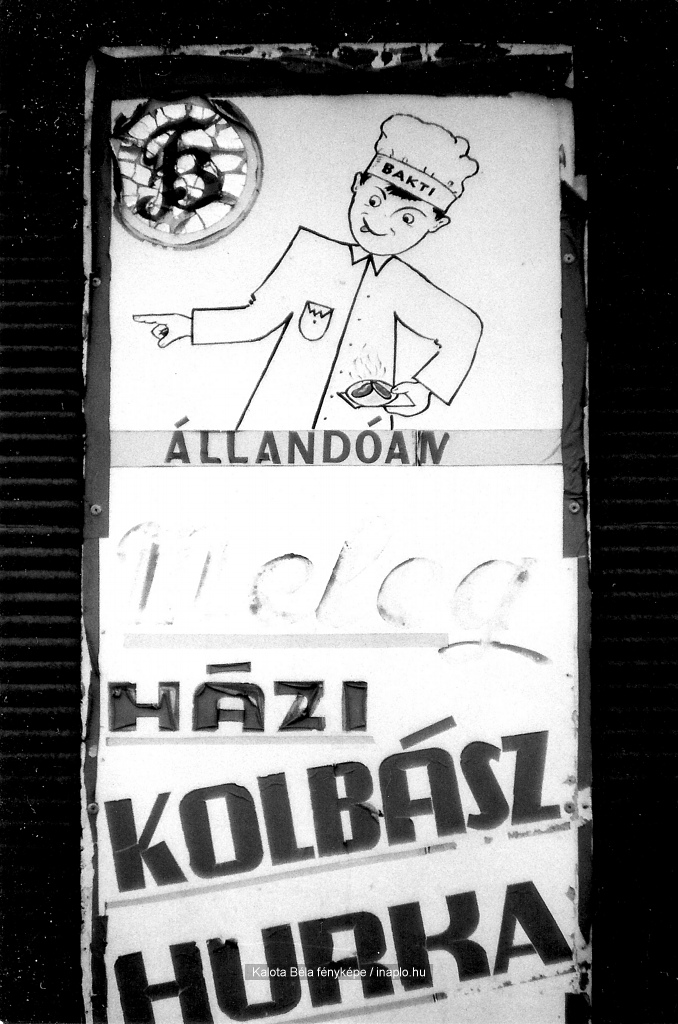 B
BAKTI
ÁLLANDÓAN
Meleg
HÁZI
KOLBÁSZ
HURKA
Kalota Béla fényképe / inaplo.hu